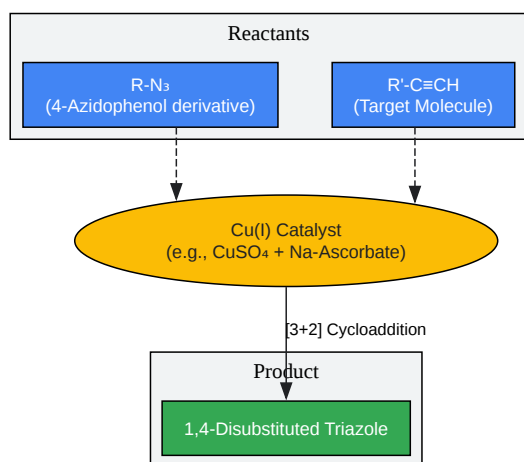 Reactants
R-N₃
(4-Azidophenol derivative)
R'-C≡CH
(Target Molecule)
Cu(I) Catalyst
(e.g., CuSO₄ + Na-Ascorbate)
[3+2] Cycloaddition
Product
1,4-Disubstituted Triazole